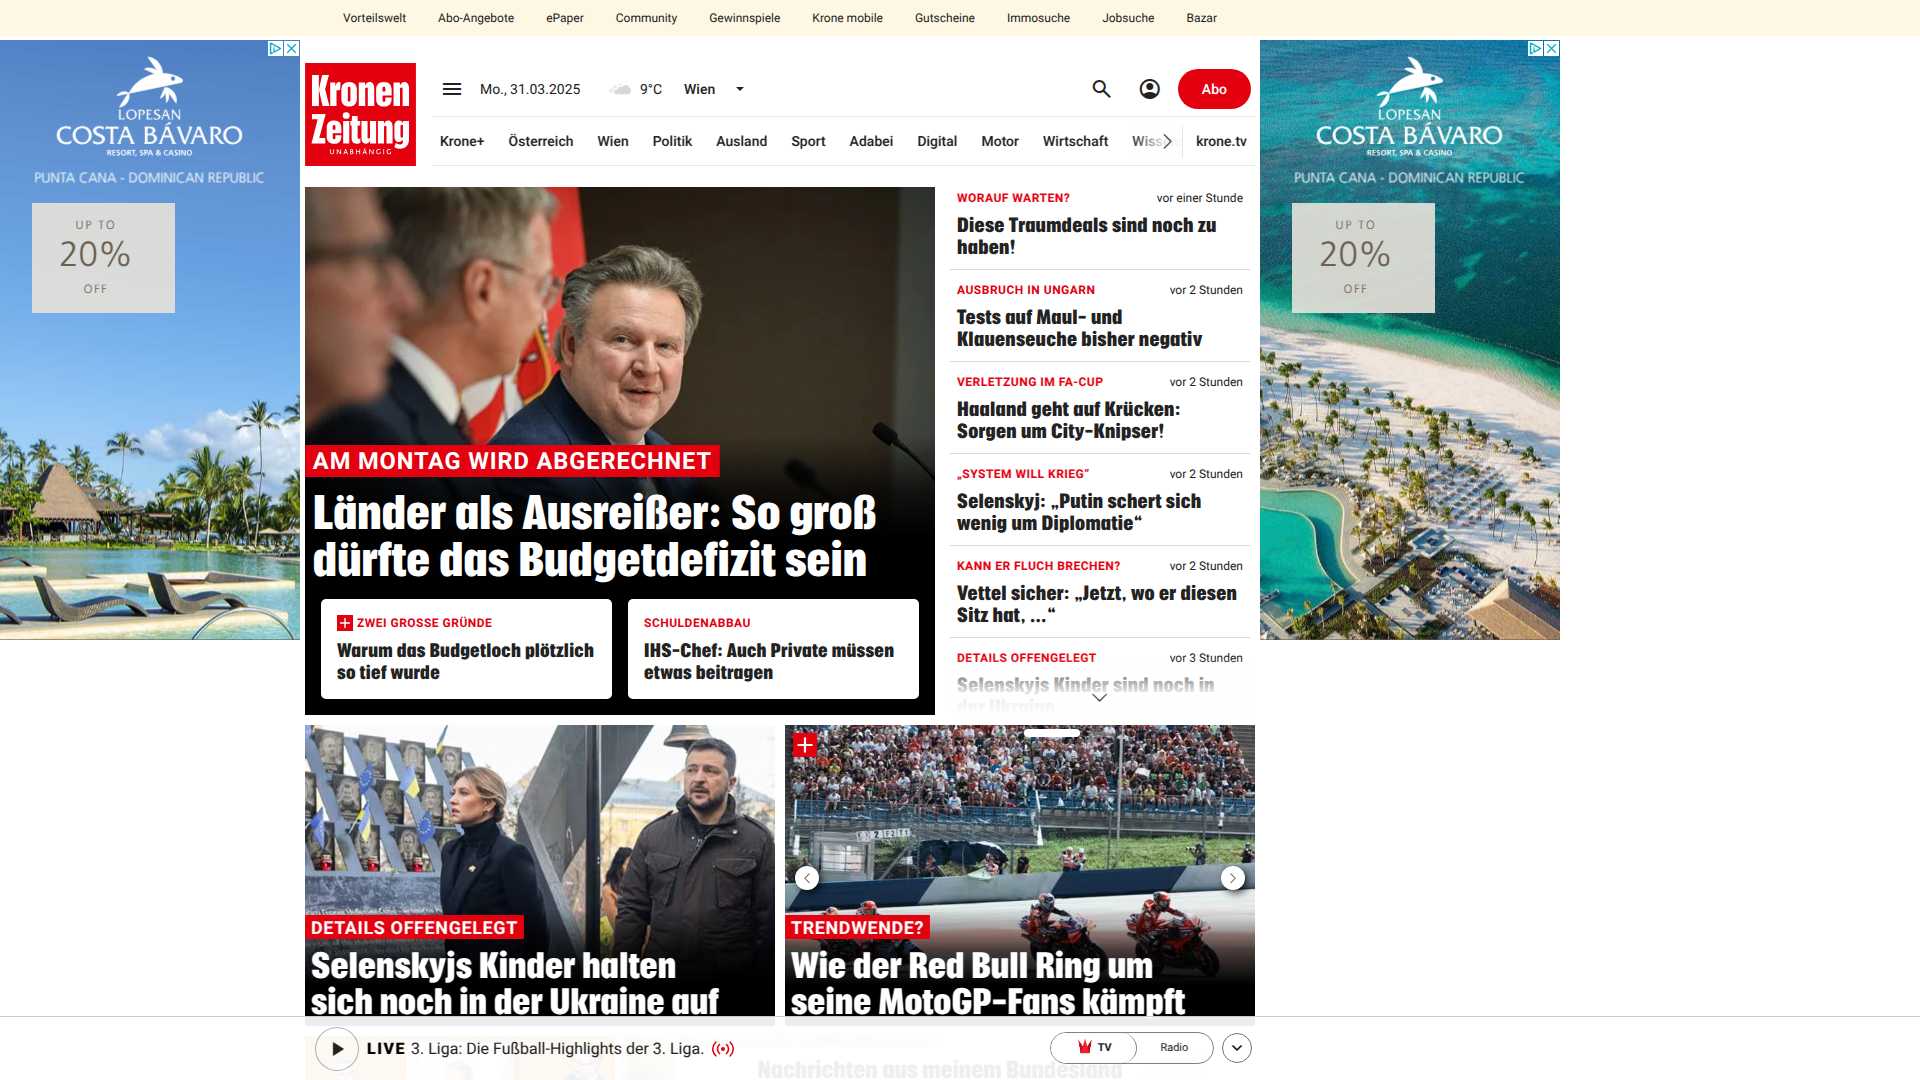 Vorteilswelt Abo-Angebote ePaper Community Gewinnspiele Krone mobile Gutscheine Immosuche Jobsuche Bazar
LOPESAN
COSTA BÁVARO
RESORT, SPA & CASINO
PUNTA CANA - DOMINICAN REPUBLIC
UP TO
20%
OFF
Kronen
Zeitung
UNABHÄNGIG
Mo., 31.03.2025 9°C Wien
Abo
Krone+ Österreich Wien Politik Ausland Sport Adabei Digital Motor Wirtschaft Wiss krone.tv
AM MONTAG WIRD ABGERECHNET
Länder als Ausreißer: So groß
dürfte das Budgetdefizit sein
ZWEI GROSSE GRÜNDE
Warum das Budgetloch plötzlich
so tief wurde
SCHULDENABBAU
IHS-Chef: Auch Private müssen
etwas beitragen
WORAUF WARTEN? vor einer Stunde
Diese Traumdeals sind noch zu
haben!
AUSBRUCH IN UNGARN vor 2 Stunden
Tests auf Maul- und
Klauenseuche bisher negativ
VERLETZUNG IM FA-CUP vor 2 Stunden
Haaland geht auf Krücken:
Sorgen um City-Knipser!
„SYSTEM WILL KRIEG“ vor 2 Stunden
Selenskyj: „Putin schert sich
wenig um Diplomatie“
KANN ER FLUCH BRECHEN? vor 2 Stunden
Vettel sicher: „Jetzt, wo er diesen
Sitz hat, ...“
DETAILS OFFENGELEGT vor 3 Stunden
Selenskyjs Kinder sind noch in
der Ukraine
LOPESAN
COSTA BÁVARO
RESORT, SPA & CASINO
PUNTA CANA - DOMINICAN REPUBLIC
UP TO
20%
OFF
DETAILS OFFENGELEGT
Selenskyjs Kinder halten
sich noch in der Ukraine auf
TRENDWENDE?
Wie der Red Bull Ring um
seine MotoGP-Fans kämpft
LIVE 3. Liga: Die Fußball-Highlights der 3. Liga.
TV Radio
Nachrichten aus meinem Bundesland